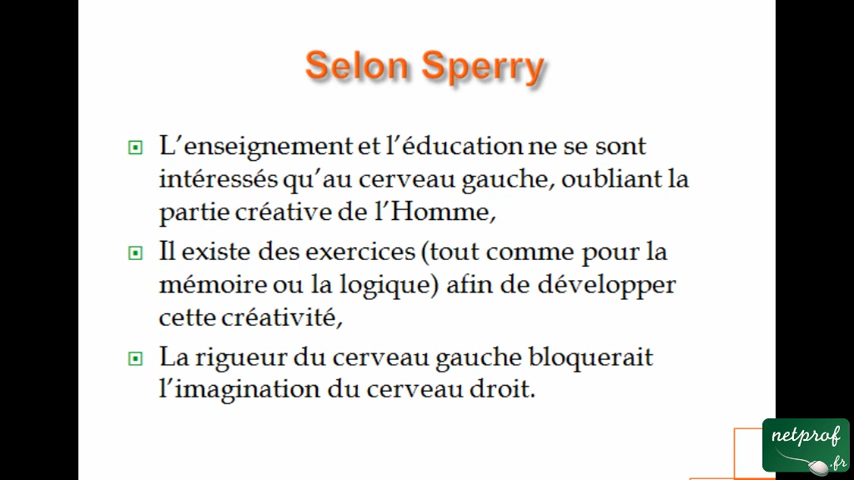 Selon Sperry
L'enseignement et l'éducation ne se sont
intéressés qu'au cerveau gauche, oubliant la
partie créative de l'Homme,
Il existe des exercices (tout comme pour la
mémoire ou la logique) afin de développer
cette créativité,
La rigueur du cerveau gauche bloquerait
l'imagination du cerveau droit.
netprof
.fr